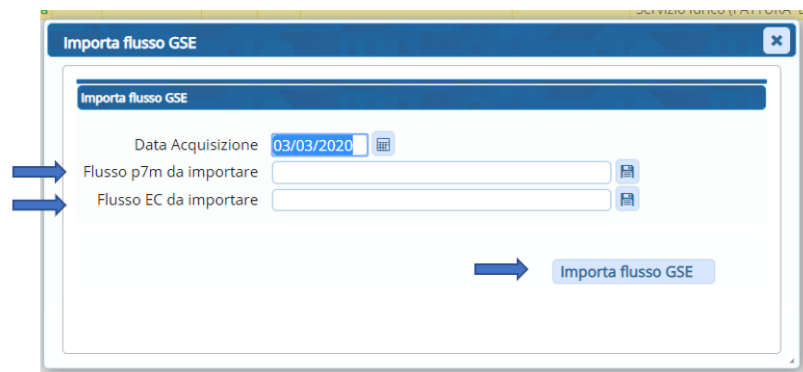 Importa flusso GSE
Importa flusso GSE
Data Acquisizione 03/03/2020
Flusso p7m da importare
Flusso EC da importare
Importa flusso GSE